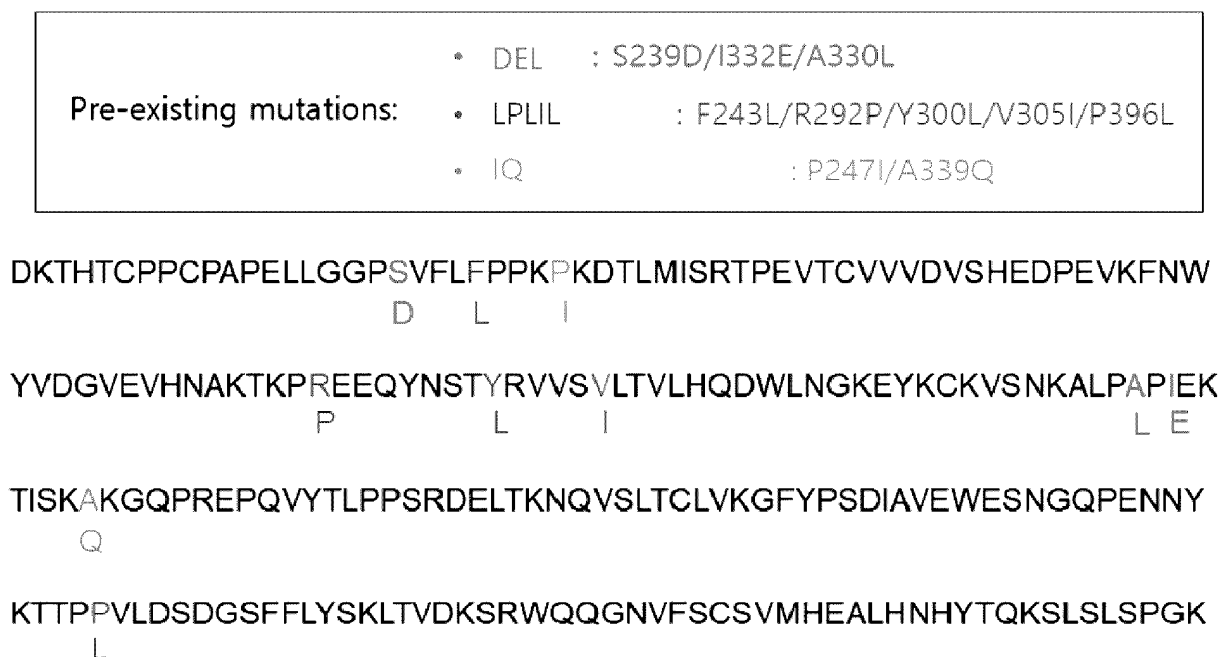 • DEL : S239D/I332E/A330L
Pre-existing mutations: • LPLIL : F243L/R292P/Y300L/V305I/P396L
• IQ : P247I/A339Q
DKTHTCPPCPAPELLGGPSVFLFPPKPKDTLMISRTPEVTCVVVDVSHEDPEVKFNW
D L I
YVDGVEVHNAKTKPREEQYNSTYRVVSVLTVLHQDWLNGKEYKCKVSNKALPAPIEK
P L I L E
TISKAKGQPREPQVYTLPPSRDELTKNQVSLTCLVKGFYPSDIAVEWESNGQPENNY
Q
KTTPPVLDSDGSFFLYSKLTVDKSRWQQGNVFSCSVMHEALHNHYTQKSLSLSPGK
L